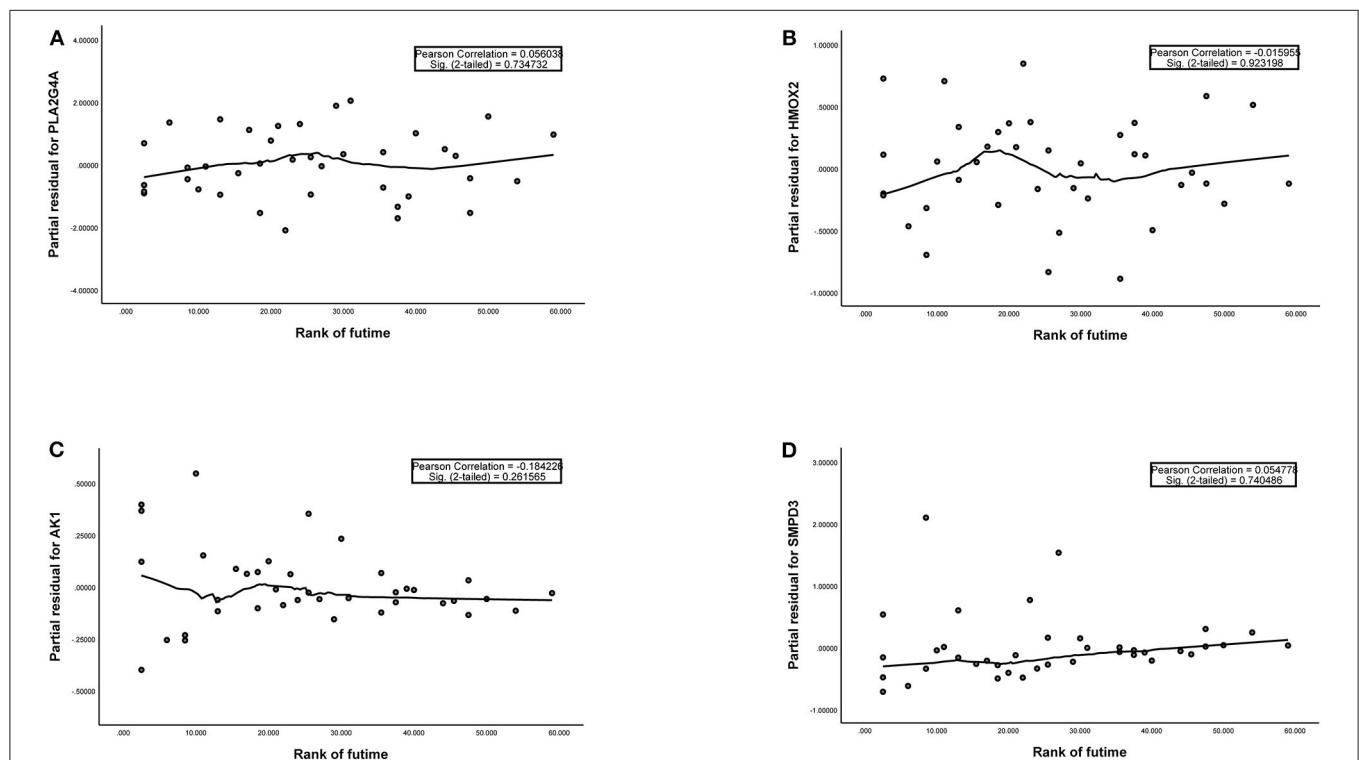 A
4.00000
2.00000
.00000
-2.00000
-4.00000
Partial residual for PLA2G4A
Pearson Correlation = 0.056038
Sig. (2-tailed) = 0.734732
.000 10.000 20.000 30.000 40.000 50.000 60.000
Rank of futime
B
1.00000
.50000
.00000
-.50000
-1.00000
Partial residual for HMOX2
Pearson Correlation = -0.015955
Sig. (2-tailed) = 0.923198
.000 10.000 20.000 30.000 40.000 50.000 60.000
Rank of futime
C
.50000
.25000
.00000
-.25000
-.50000
Partial residual for AK1
Pearson Correlation = -0.184226
Sig. (2-tailed) = 0.261565
.000 10.000 20.000 30.000 40.000 50.000 60.000
Rank of futime
D
3.00000
2.00000
1.00000
.00000
-1.00000
Partial residual for SMPD3
Pearson Correlation = 0.054778
Sig. (2-tailed) = 0.740486
.000 10.000 20.000 30.000 40.000 50.000 60.000
Rank of futime